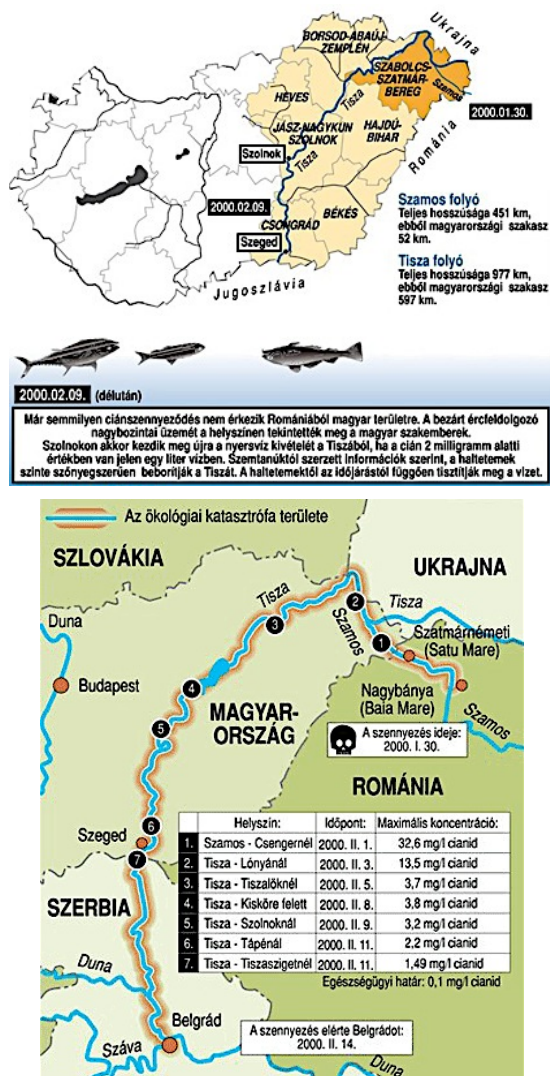 Ukrajna
BORSOD-ABAÚJ-
ZEMPLÉN
SZABOLCS-
SZATMÁR-
BEREG
Szamos
2000.01.30.
HEVES
Tisza
JÁSZ-NAGYKUN
SZOLNOK
HAJDÚ-
BIHAR
Románia
Szolnok
Tisza
2000.02.09.
CSONGRÁD
BÉKÉS
Szeged
Jugoszlávia
Szamos folyó
Teljes hosszúsága 451 km,
ebből magyarországi szakasz
52 km.
Tisza folyó
Teljes hosszúsága 977 km,
ebből magyarországi szakasz
597 km.
2000.02.09. (délután)
Már semmilyen ciánszennyeződés nem érkezik Romániából magyar területre. A bezárt ércfeldolgozó
nagybozintai üzemét a helyszínen tekintették meg a magyar szakemberek.
Szolnokon akkor kezdik meg újra a nyersvíz kivételét a Tiszából, ha a cián 2 milligramm alatti
értékben van jelen egy liter vízben. Szemtanúktól szerzett információk szerint, a haltetemek
szinte szőnyegszerűen beborítják a Tiszát. A haltetemektől az időjárástól függően tisztítják meg a vizet.
Az ökológiai katasztrófa területe
SZLOVÁKIA
UKRAJNA
Duna
Tisza
Szamos
2
Tisza
3
1
Szatmárnémeti
(Satu Mare)
Budapest
4
MAGYAR-
ORSZÁG
Nagybánya
(Baia Mare)
Szamos
5
A szennyezés ideje:
2000. I. 30.
ROMÁNIA
Szeged
6
7
Helyszín: Időpont: Maximális koncentráció:
1. Szamos - Csengernél 2000. II. 1. 32,6 mg/l cianid
2. Tisza - Lónyánál 2000. II. 3. 13,5 mg/l cianid
3. Tisza - Tiszalöknél 2000. II. 5. 3,7 mg/l cianid
4. Tisza - Kisköre felett 2000. II. 8. 3,8 mg/l cianid
5. Tisza - Szolnoknál 2000. II. 9. 3,2 mg/l cianid
6. Tisza - Tápénál 2000. II. 11. 2,2 mg/l cianid
7. Tisza - Tiszaszigetnél 2000. II. 11. 1,49 mg/l cianid
Egészségügyi határ: 0,1 mg/l cianid
SZERBIA
Duna
Belgrád
Száva
A szennyezés elérte Belgrádot:
2000. II. 14.
Duna